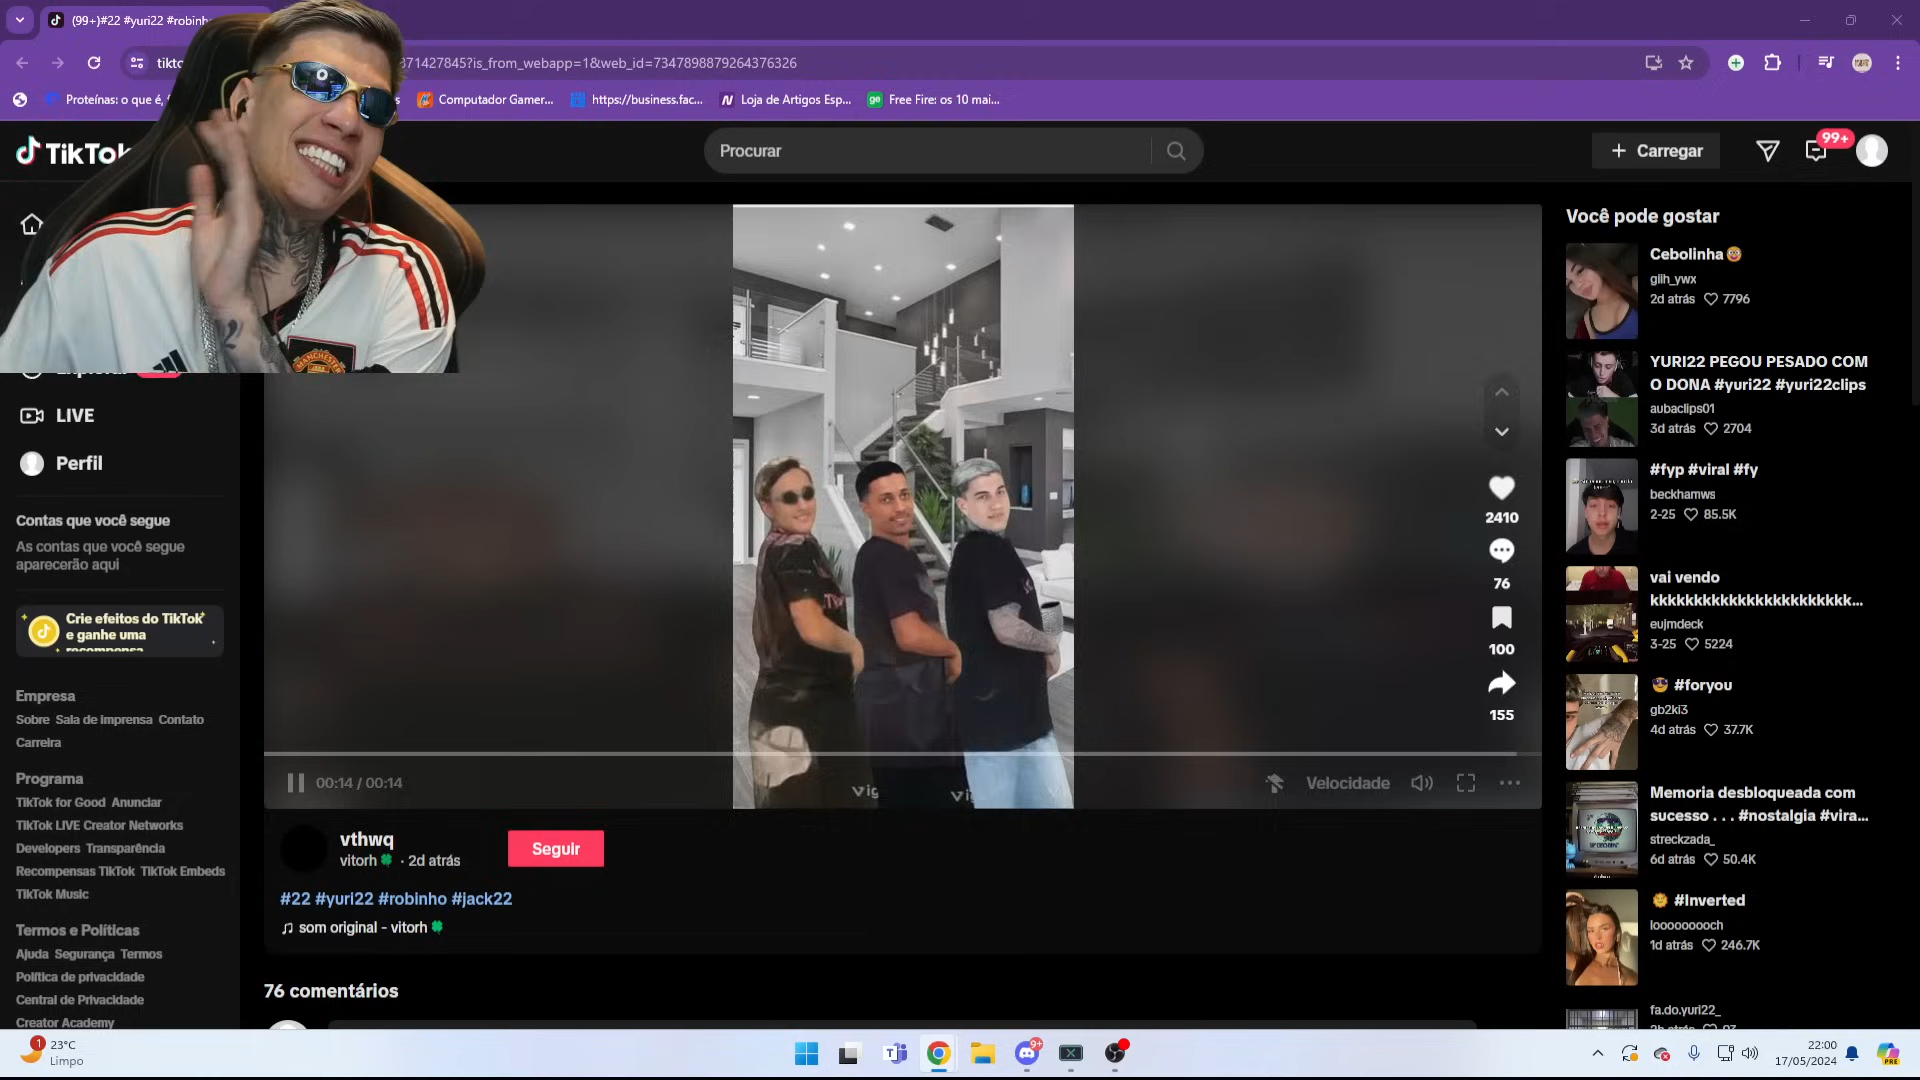 (99+)#22 #yuri22 #robinh
371427845?is_from_webapp=1&web_id=7347898879264376326
Proteínas: o que é,
Computador Gamer...
https://business.fac...
Loja de Artigos Esp...
Free Fire: os 10 mai...
TikTok
Procurar
Carregar
99+
LIVE
Perfil
Contas que você segue
As contas que você segue
aparecerão aqui
Crie efeitos do TikTok
e ganhe uma
recompensa
Empresa
Sobre Sala de Imprensa Contato
Carreira
Programa
TikTok for Good Anunciar
TikTok LIVE Creator Networks
Developers Transparência
Recompensas TikTok TikTok Embeds
TikTok Music
Termos e Políticas
Ajuda Segurança Termos
Política de privacidade
Central de Privacidade
Creator Academy
MANCHESTER
2410
76
100
155
00:14 / 00:14
Velocidade
vthwq
vitorh · 2d atrás
Seguir
#22 #yuri22 #robinho #jack22
som original - vitorh
76 comentários
Você pode gostar
Cebolinha
giih_ywx
2d atrás 7796
YURI22 PEGOU PESADO COM
O DONA #yuri22 #yuri22clips
aubaclips01
3d atrás 2704
#fyp #viral #fy
beckhamws
2-25 85.5K
vai vendo
kkkkkkkkkkkkkkkkkkkkkk...
eujmdeck
3-25 5224
#foryou
gb2ki3
4d atrás 37.7K
Memoria desbloqueada com
sucesso . . . #nostalgia #vira...
streckzada_
6d atrás 50.4K
#Inverted
looooooooch
1d atrás 246.7K
fa.do.yuri22_
1
23°C
Limpo
9+
22:00
17/05/2024
PRE